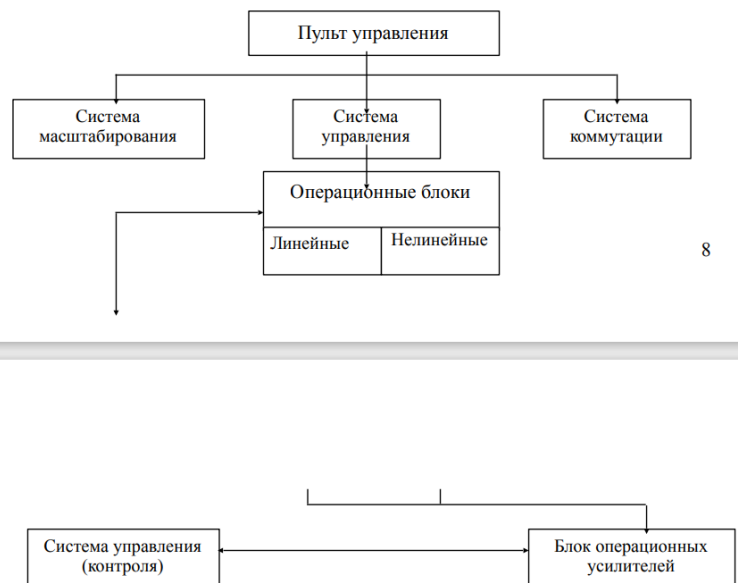 Пульт управления
Система
масштабирования
Система
управления
Система
коммутации
Операционные блоки
Линейные
Нелинейные
8
Система управления
(контроля)
Блок операционных
усилителей